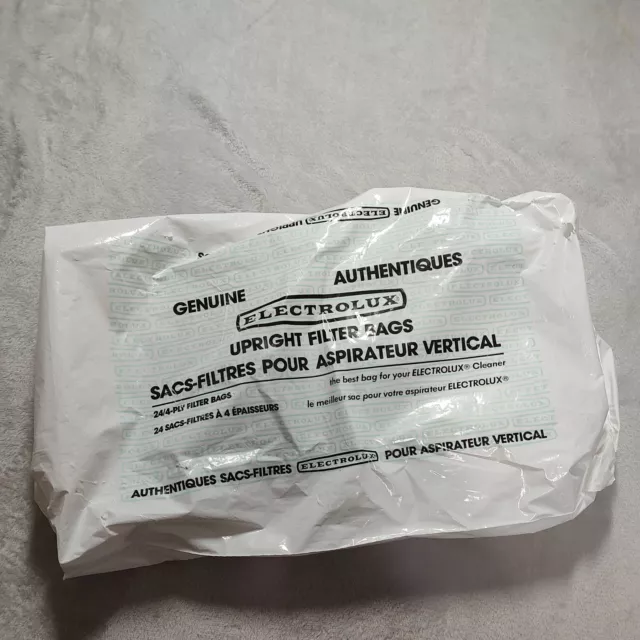 GENUINE ELECTROLUX
GENUINE AUTHENTIQUES
ELECTROLUX
UPRIGHT FILTER BAGS
SACS-FILTRES POUR ASPIRATEUR VERTICAL
the best bag for your ELECTROLUX® Cleaner
24/4-PLY FILTER BAGS
le meilleur sac pour votre aspirateur ELECTROLUX®
24 SACS-FILTRES À 4 ÉPAISSEURS
AUTHENTIQUES SACS-FILTRES ELECTROLUX POUR ASPIRATEUR VERTICAL